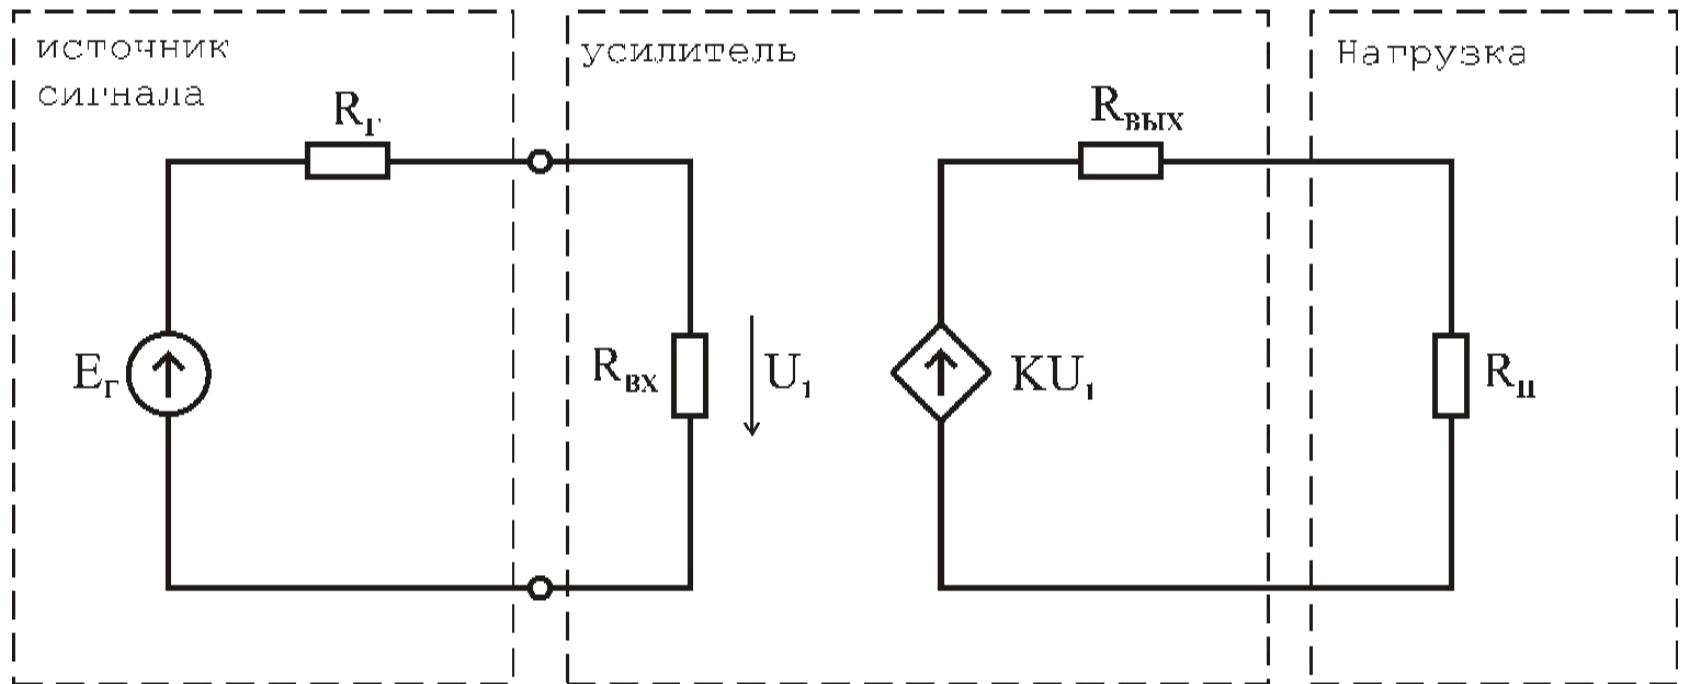 источник
сигнала
усилитель
Нагрузка
Rг
Rвых
Eг
Rвх
U1
KU1
Rн